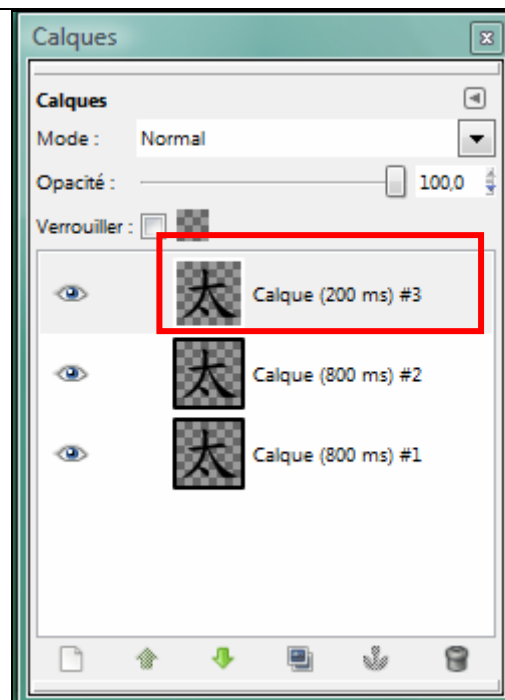 Calques
Calques
Mode : Normal
Opacité : 100,0
Verrouiller :
太 Calque (200 ms) #3
太 Calque (800 ms) #2
太 Calque (800 ms) #1